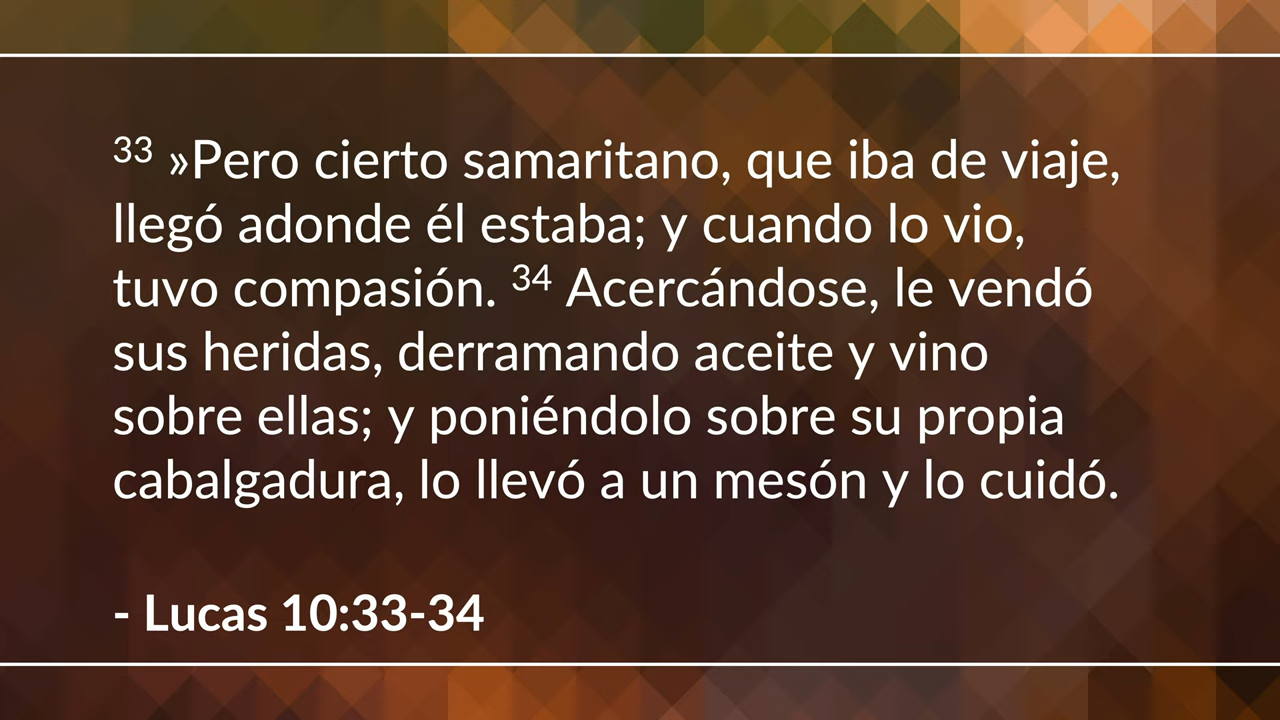 33 »Pero cierto samaritano, que iba de viaje,
llegó adonde él estaba; y cuando lo vio,
tuvo compasión. 34 Acercándose, le vendó
sus heridas, derramando aceite y vino
sobre ellas; y poniéndolo sobre su propia
cabalgadura, lo llevó a un mesón y lo cuidó.
- Lucas 10:33-34